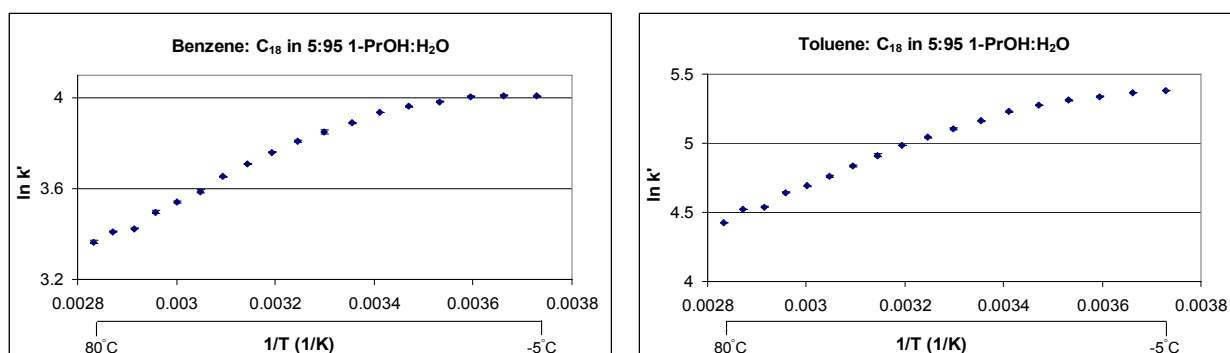 Benzene: C₁₈ in 5:95 1-PrOH:H₂O
4
3.6
3.2
ln k'
0.0028 0.003 0.0032 0.0034 0.0036 0.0038
80°C 1/T (1/K) -5°C
Toluene: C₁₈ in 5:95 1-PrOH:H₂O
5.5
5
4.5
4
ln k'
0.0028 0.003 0.0032 0.0034 0.0036 0.0038
80°C 1/T (1/K) -5°C